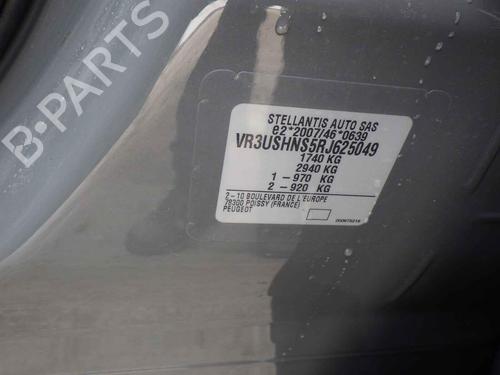 B-PARTS
STELLANTIS AUTO SAS
e2*2007/46*0639
VR3USHNS5RJ625049
1740 KG
2940 KG
1 - 970 KG
2 - 920 KG
2 - 10 BOULEVARD DE L'EUROPE
78300 POISSY (FRANCE)
PEUGEOT